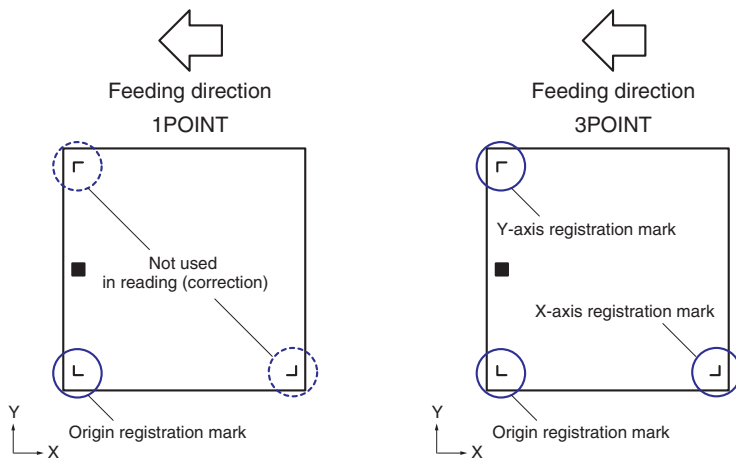 Feeding direction
1POINT
Not used
in reading (correction)
Origin registration mark
Y
X
Feeding direction
3POINT
Y-axis registration mark
X-axis registration mark
Origin registration mark
Y
X